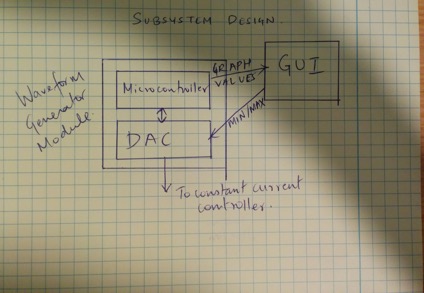 SUBSYSTEM DESIGN.
Waveform
Generator
Module.
Microcontroller
DAC
GRAPH
VALUES
GUI
MIN/MAX
To constant current
controller.